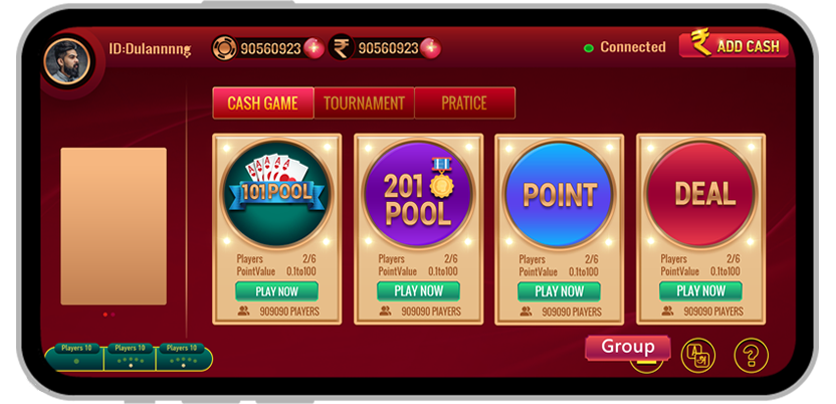 ID:Dulannnng
90560923
90560923
Connected
ADD CASH
CASH GAME
TOURNAMENT
PRATICE
101POOL
Players 2/6
PointValue 0.1to100
PLAY NOW
909090 PLAYERS
201
POOL
Players 2/6
PointValue 0.1to100
PLAY NOW
909090 PLAYERS
POINT
Players 2/6
PointValue 0.1to100
PLAY NOW
909090 PLAYERS
DEAL
Players 2/6
PointValue 0.1to100
PLAY NOW
909090 PLAYERS
Players 10
Players 10
Players 10
Group